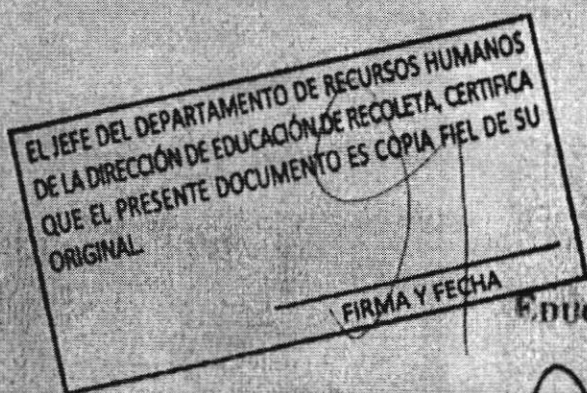 EL JEFE DEL DEPARTAMENTO DE RECURSOS HUMANOS
DE LA DIRECCIÓN DE EDUCACIÓN DE RECOLETA, CERTIFICA
QUE EL PRESENTE DOCUMENTO ES COPIA FIEL DE SU
ORIGINAL.
FIRMA Y FECHA